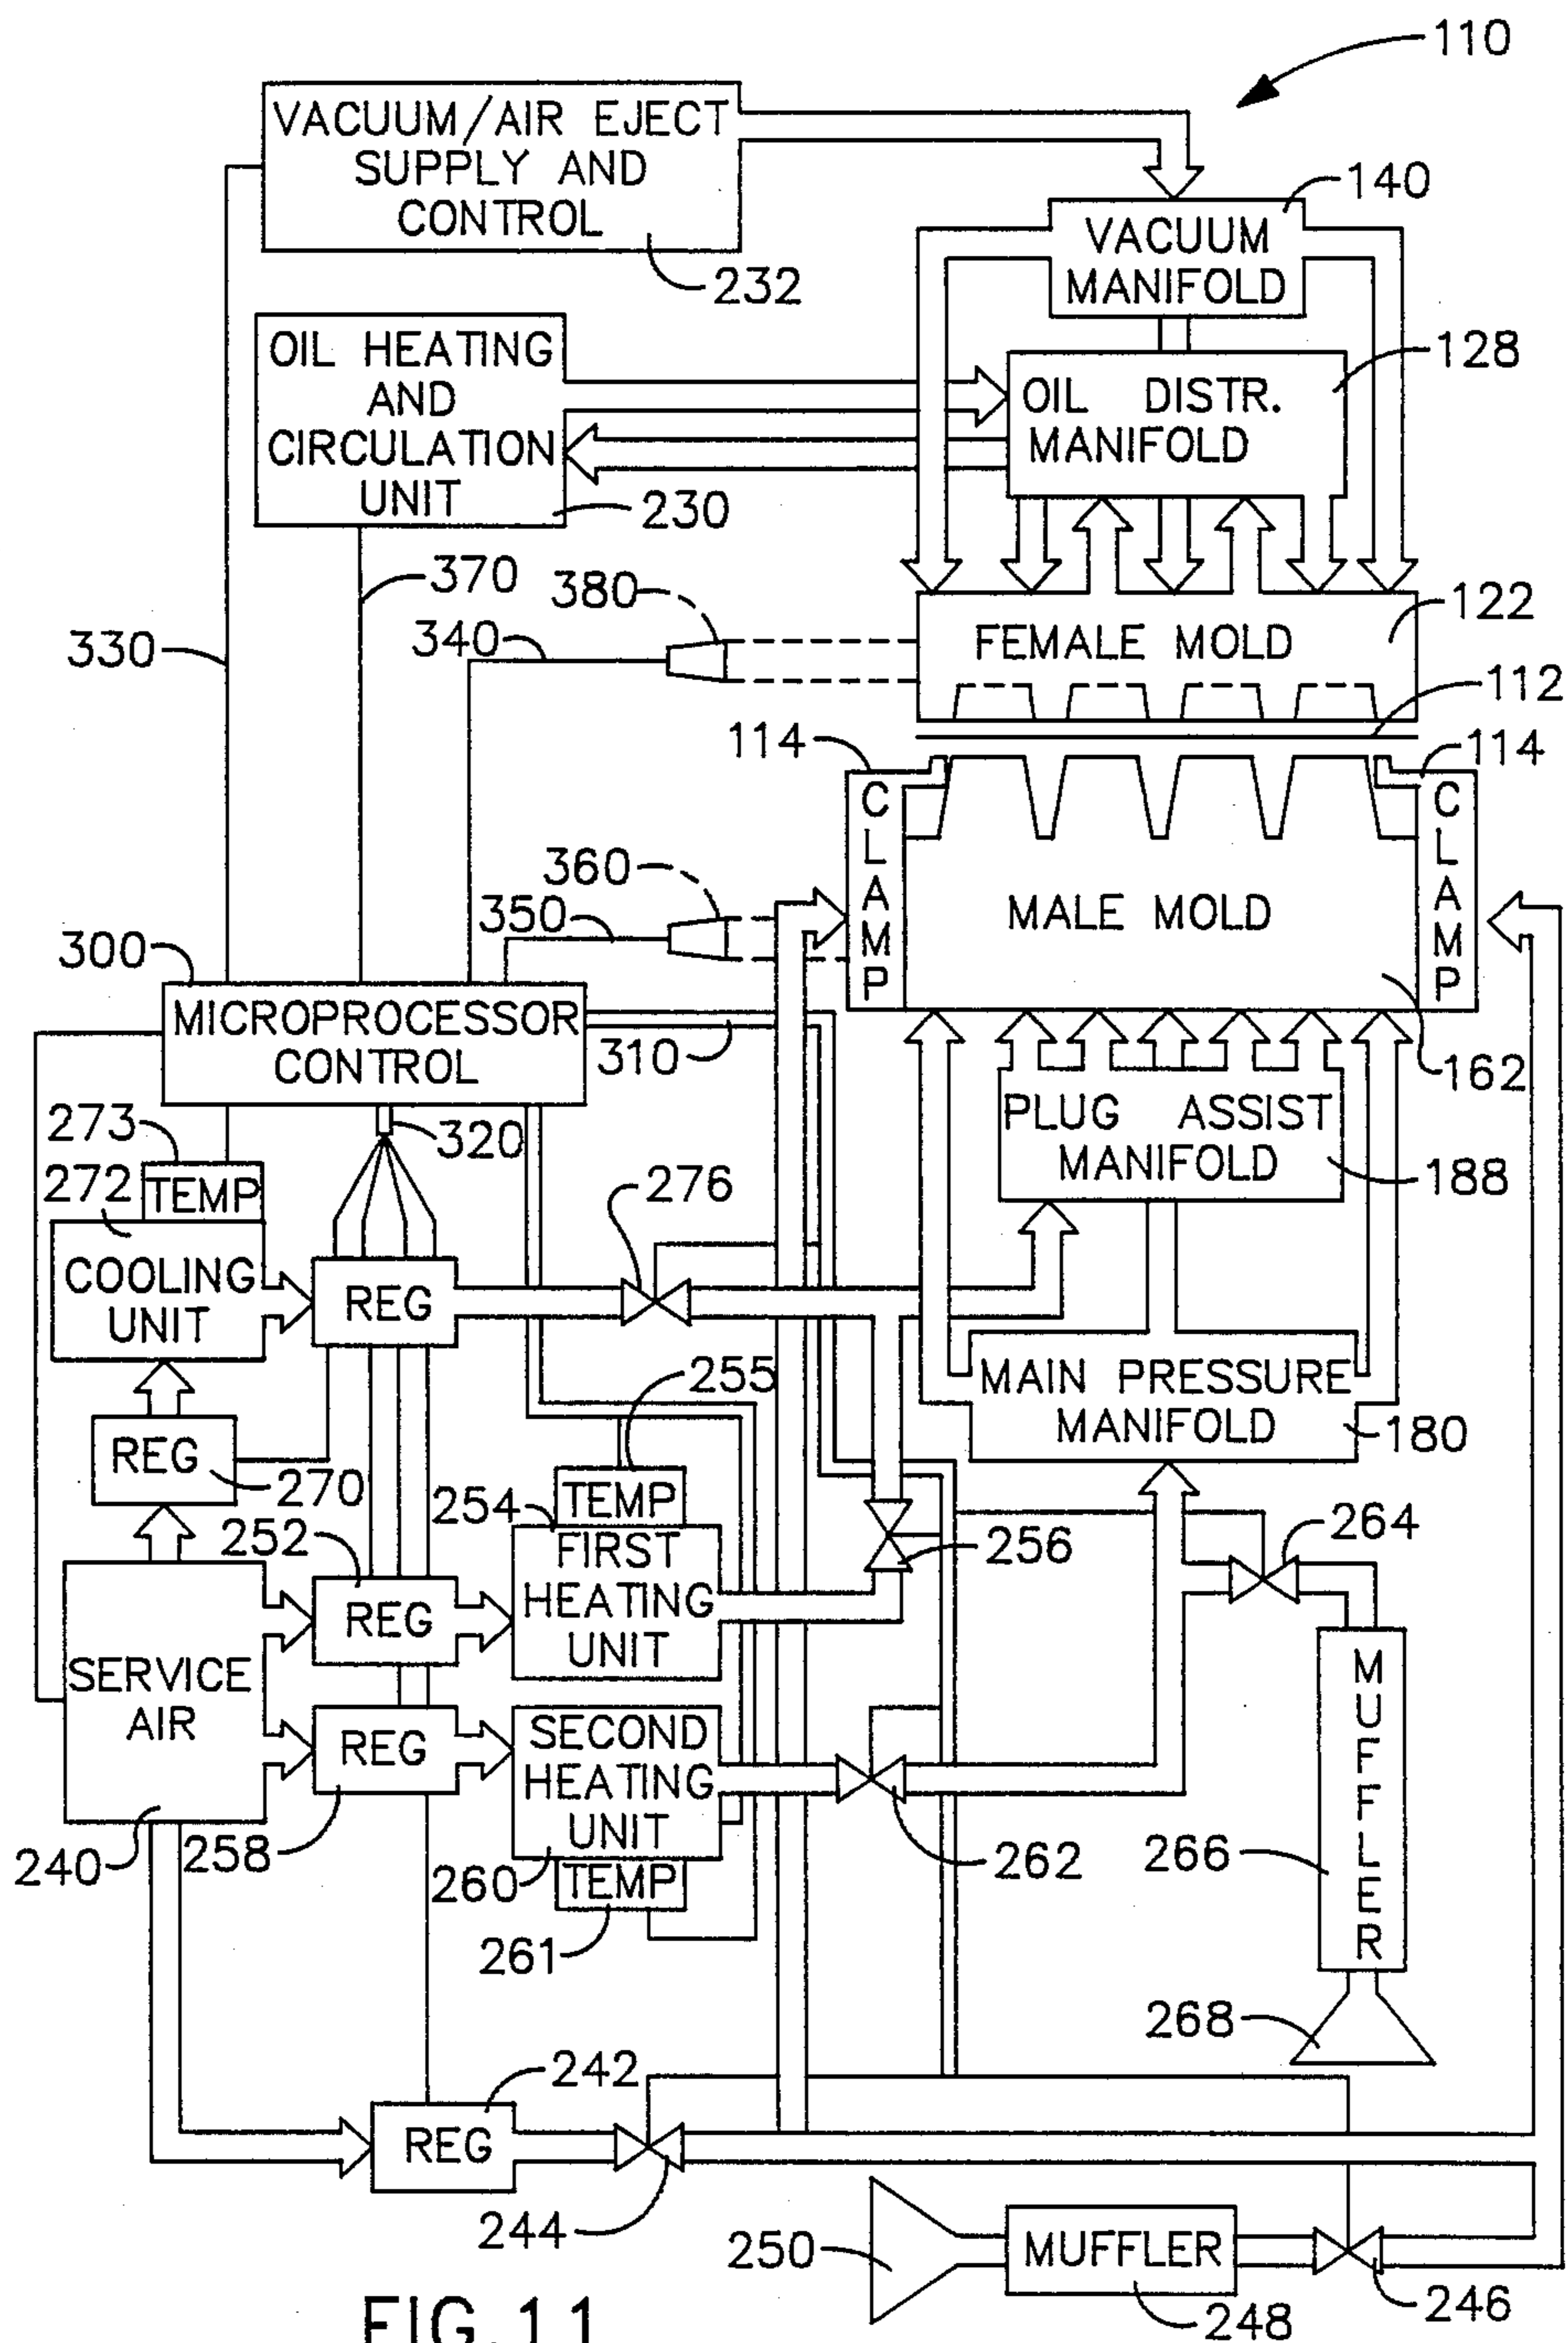 110
VACUUM/AIR EJECT
SUPPLY AND
CONTROL
232
140
VACUUM
MANIFOLD
OIL HEATING
AND
CIRCULATION
UNIT
230
128
OIL DISTR.
MANIFOLD
370
380
340
330
122
FEMALE MOLD
112
114
114
CLAMP
CLAMP
MALE MOLD
360
350
300
MICROPROCESSOR
CONTROL
310
162
320
273
TEMP
272
COOLING
UNIT
276
REG
PLUG ASSIST
MANIFOLD
188
255
MAIN PRESSURE
MANIFOLD
180
REG
270
252
254
TEMP
FIRST
HEATING
UNIT
256
264
REG
SERVICE
AIR
240
REG
258
SECOND
HEATING
UNIT
260
TEMP
261
262
266
MUFFLER
268
242
REG
244
250
MUFFLER
248
246
FIG.11